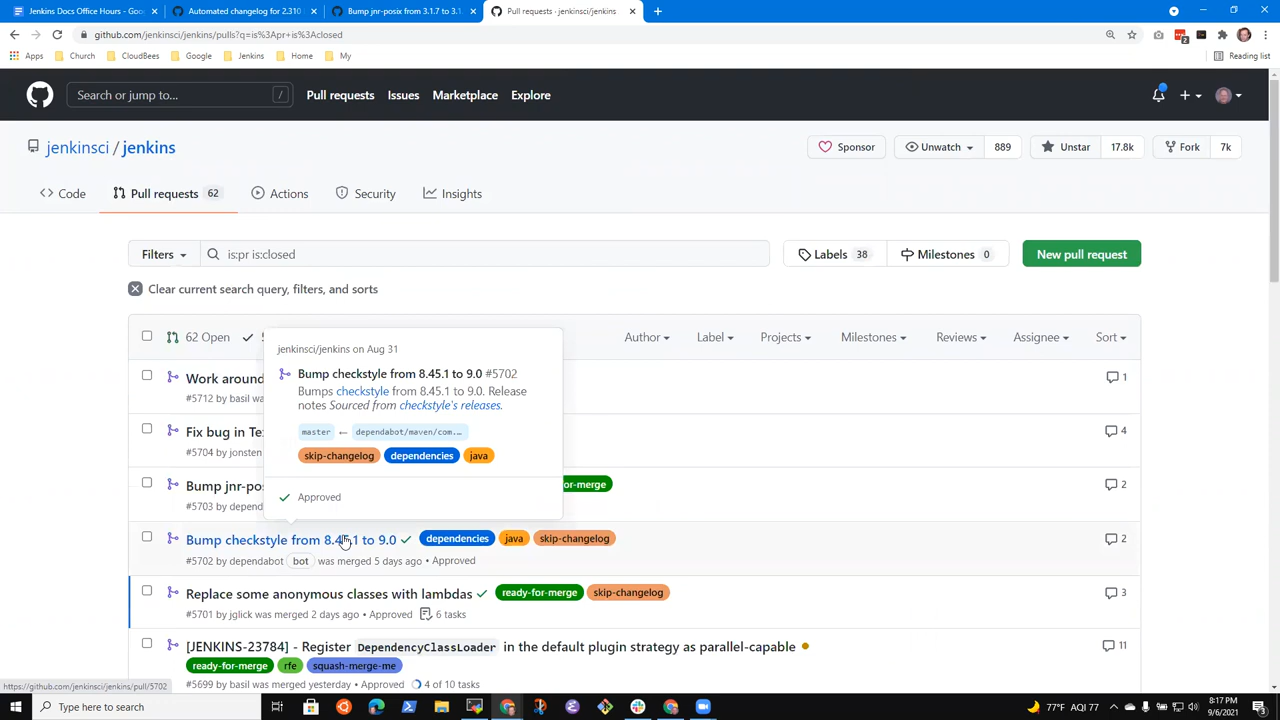 Jenkins Docs Office Hours - Goo
Automated changelog for 2.310
Bump jnr-posix from 3.1.7 to 3.1.
Pull requests · jenkinsci/jenkins
github.com/jenkinsci/jenkins/pulls?q=is%3Apr+is%3Aclosed
2
Apps
Church
CloudBees
Google
Jenkins
Home
My
Reading list
Search or jump to...
/
Pull requests
Issues
Marketplace
Explore
jenkinsci / jenkins
Sponsor
Unwatch
889
Unstar
17.8k
Fork
7k
Code
Pull requests 62
Actions
Security
Insights
Filters
is:pr is:closed
Labels 38
Milestones 0
New pull request
Clear current search query, filters, and sorts
62 Open
Author
Label
Projects
Milestones
Reviews
Assignee
Sort
jenkinsci/jenkins on Aug 31
Bump checkstyle from 8.45.1 to 9.0 #5702
Bumps checkstyle from 8.45.1 to 9.0. Release
notes Sourced from checkstyle's releases.
master ← dependabot/maven/com...
skip-changelog dependencies java
Approved
Work around
1
#5712 by basil wa
Fix bug in Te
4
#5704 by jonsten
Bump jnr-pos
or-merge
2
#5703 by depend
Bump checkstyle from 8.45.1 to 9.0
dependencies java skip-changelog
2
#5702 by dependabot bot was merged 5 days ago • Approved
Replace some anonymous classes with lambdas
ready-for-merge skip-changelog
3
#5701 by jglick was merged 2 days ago • Approved 6 tasks
[JENKINS-23784] - Register DependencyClassLoader in the default plugin strategy as parallel-capable
11
ready-for-merge rfe squash-merge-me
#5699 by basil was merged yesterday • Approved 4 of 10 tasks
https://github.com/jenkinsci/jenkins/pull/5702
Type here to search
77°F AQI 77
8:17 PM
9/6/2021